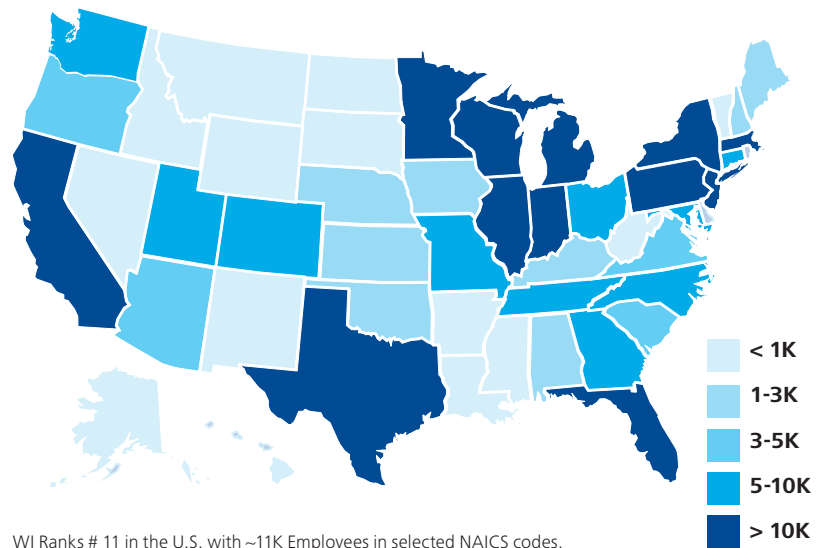 < 1K
1-3K
3-5K
5-10K
> 10K
WI Ranks # 11 in the U.S. with ~11K Employees in selected NAICS codes.